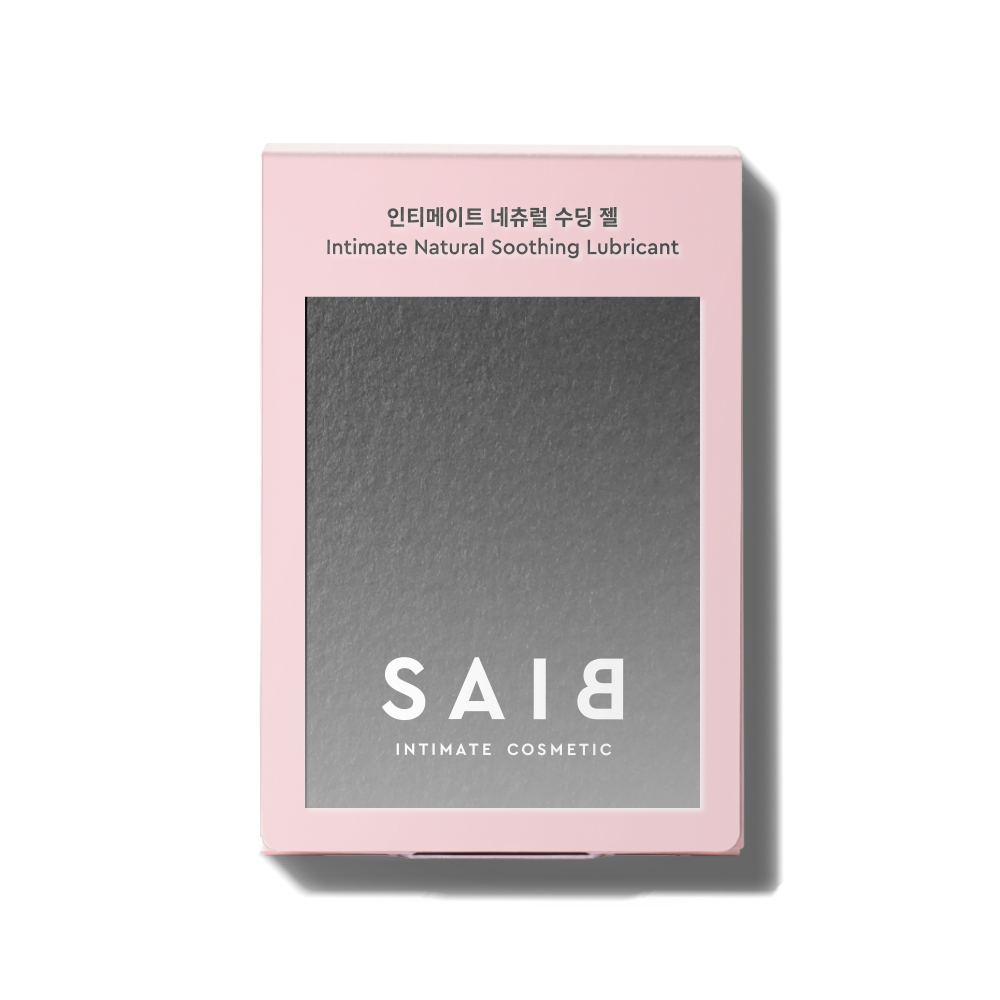 인티메이트 네츄럴 수딩 젤
Intimate Natural Soothing Lubricant
SAIB
INTIMATE COSMETIC